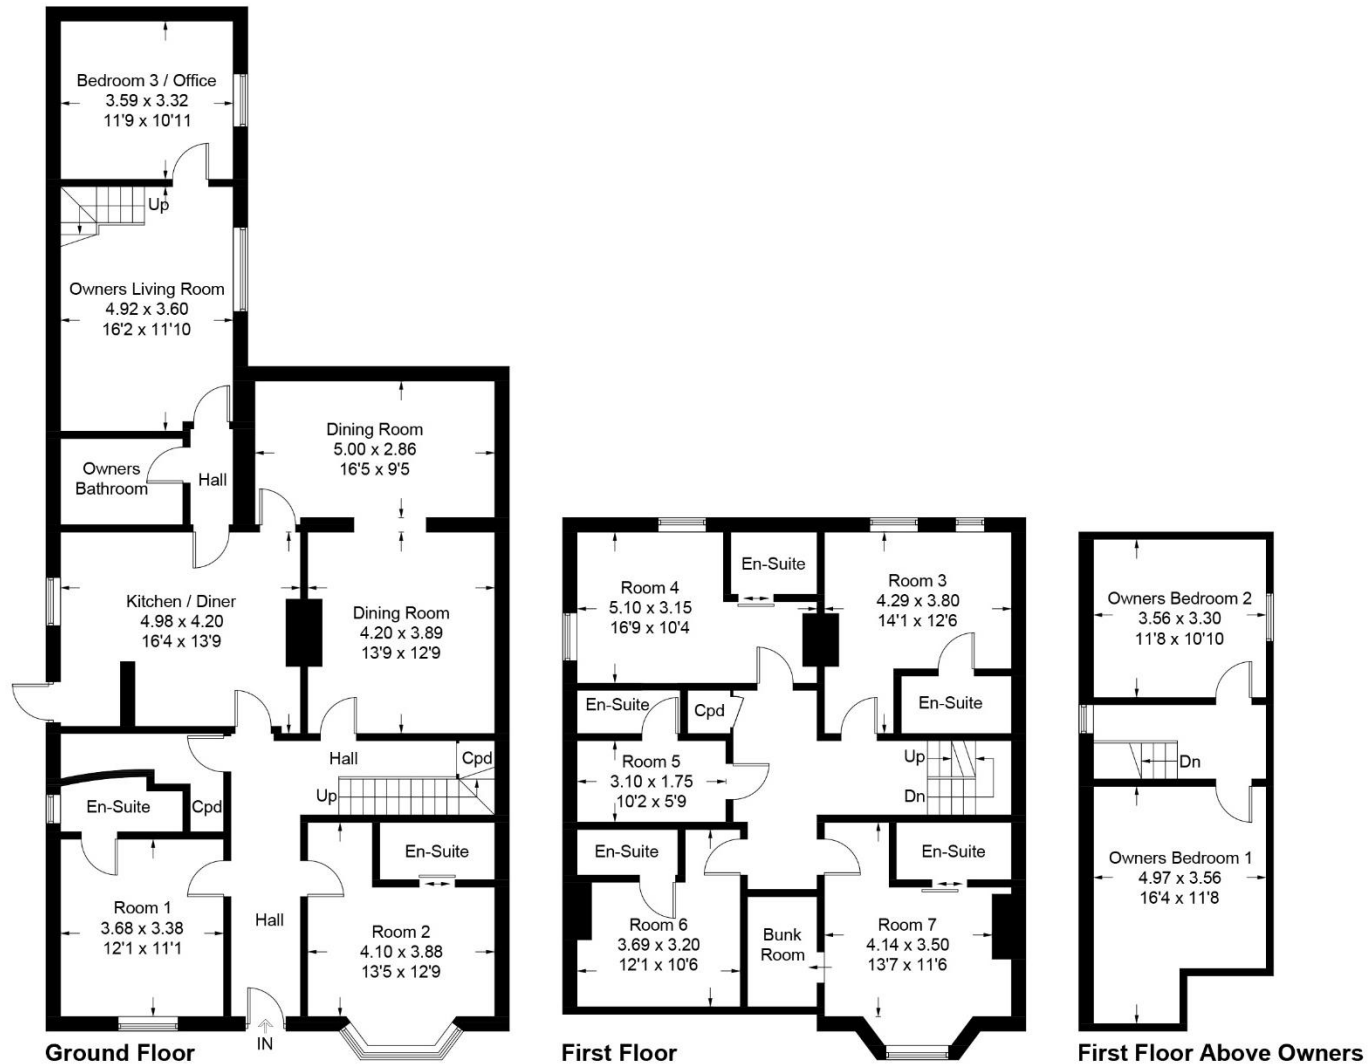 Bedroom 3 / Office
3.59 x 3.32
11'9 x 10'11
Up
Owners Living Room
4.92 x 3.60
16'2 x 11'10
Owners
Bathroom
Hall
Dining Room
5.00 x 2.86
16'5 x 9'5
Kitchen / Diner
4.98 x 4.20
16'4 x 13'9
Dining Room
4.20 x 3.89
13'9 x 12'9
Hall
Cpd
Up
En-Suite
Cpd
En-Suite
Room 1
3.68 x 3.38
12'1 x 11'1
Hall
Room 2
4.10 x 3.88
13'5 x 12'9
IN
Ground Floor
Room 4
5.10 x 3.15
16'9 x 10'4
En-Suite
Room 3
4.29 x 3.80
14'1 x 12'6
En-Suite
En-Suite
Cpd
Room 5
3.10 x 1.75
10'2 x 5'9
Up
Dn
En-Suite
En-Suite
Room 6
3.69 x 3.20
12'1 x 10'6
Bunk
Room
Room 7
4.14 x 3.50
13'7 x 11'6
First Floor
Owners Bedroom 2
3.56 x 3.30
11'8 x 10'10
Dn
Owners Bedroom 1
4.97 x 3.56
16'4 x 11'8
First Floor Above Owners